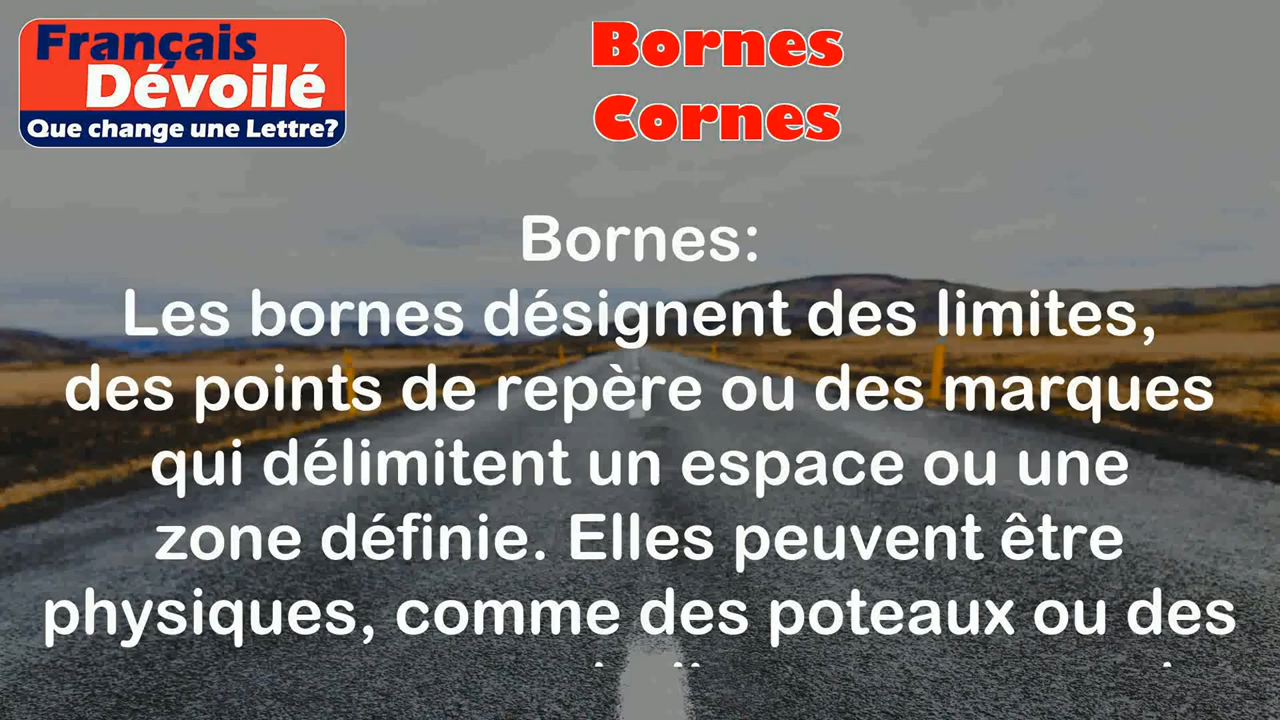 Français
Dévoilé
Que change une Lettre?
Bornes
Cornes
Bornes:
Les bornes désignent des limites,
des points de repère ou des marques
qui délimitent un espace ou une
zone définie. Elles peuvent être
physiques, comme des poteaux ou des